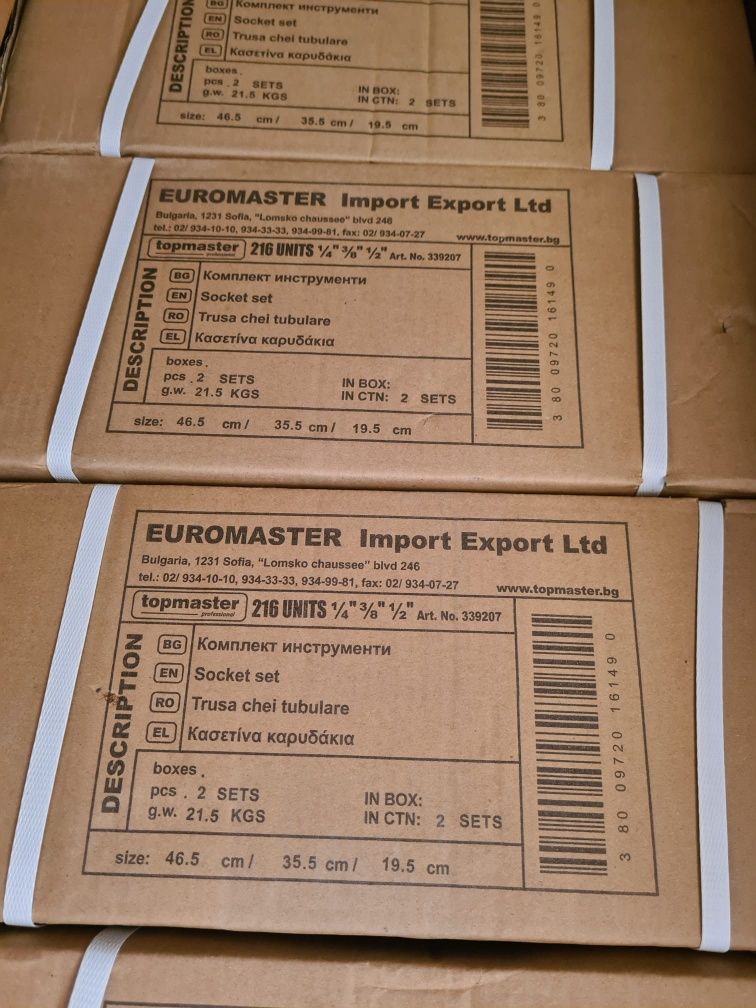 DESCRIPTION
BG Комплект инструменти
EN Socket set
RO Trusa chei tubulare
EL Κασετίνα καρυδάκια
boxes.
pcs . 2 SETS IN BOX:
g.w. 21.5 KGS IN CTN: 2 SETS
size: 46.5 cm/ 35.5 cm/ 19.5 cm
3 80 09720 16149 0
EUROMASTER Import Export Ltd
Bulgaria, 1231 Sofia, "Lomsko chaussee" blvd 246
tel.: 02/ 934-10-10, 934-33-33, 934-99-81, fax: 02/ 934-07-27 www.topmaster.bg
topmaster professional 216 UNITS 1/4" 3/8" 1/2" Art. No. 339207
DESCRIPTION
BG Комплект инструменти
EN Socket set
RO Trusa chei tubulare
EL Κασετίνα καρυδάκια
boxes .
pcs . 2 SETS IN BOX:
g.w. 21.5 KGS IN CTN: 2 SETS
size: 46.5 cm/ 35.5 cm/ 19.5 cm
3 80 09720 16149 0
EUROMASTER Import Export Ltd
Bulgaria, 1231 Sofia, "Lomsko chaussee" blvd 246
tel.: 02/ 934-10-10, 934-33-33, 934-99-81, fax: 02/ 934-07-27 www.topmaster.bg
topmaster professional 216 UNITS 1/4" 3/8" 1/2" Art. No. 339207
DESCRIPTION
BG Комплект инструменти
EN Socket set
RO Trusa chei tubulare
EL Κασετίνα καρυδάκια
boxes .
pcs . 2 SETS IN BOX:
g.w. 21.5 KGS IN CTN: 2 SETS
size: 46.5 cm/ 35.5 cm/ 19.5 cm
3 80 09720 16149 0